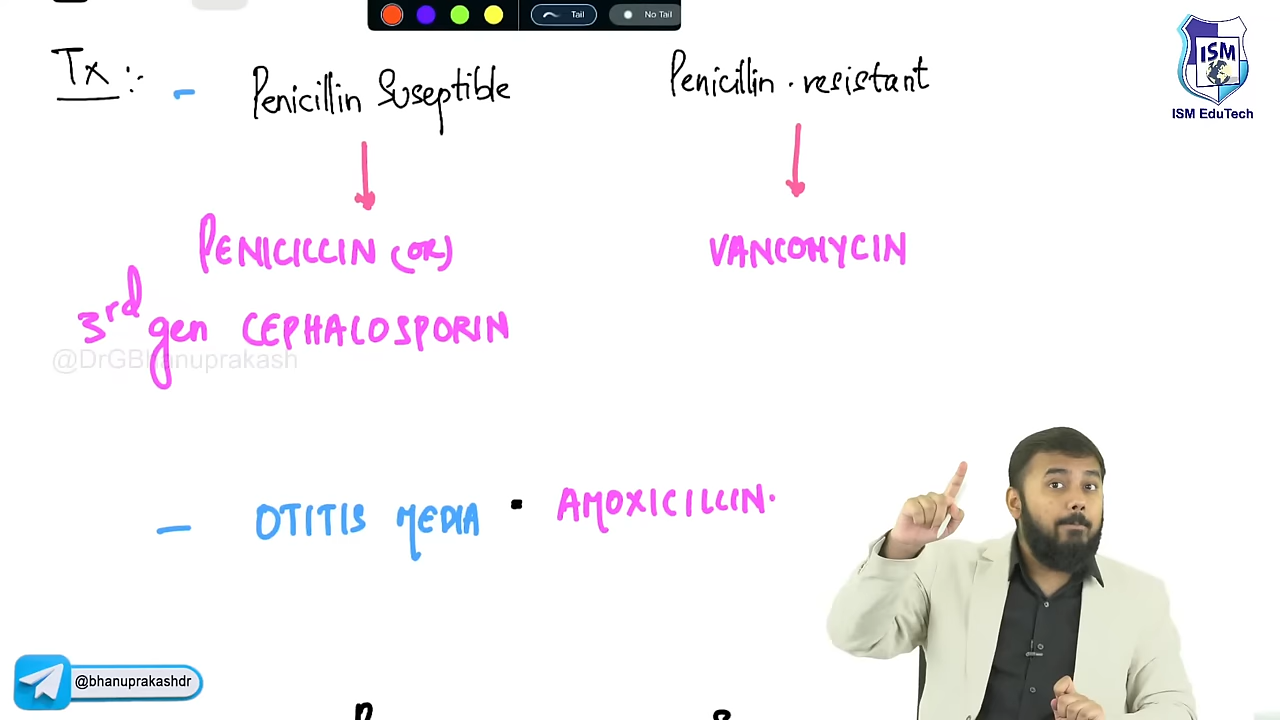 Tail
No Tail
ISM
ISM EduTech
Tx :-
- Penicillin Suseptible
Penicillin . resistant
PENICILLIN (OR)
VANCOMYCIN
3rd gen CEPHALOSPORIN
@DrGBhanuprakash
- OTITIS MEDIA - AMOXICILLIN.
@bhanuprakashdr